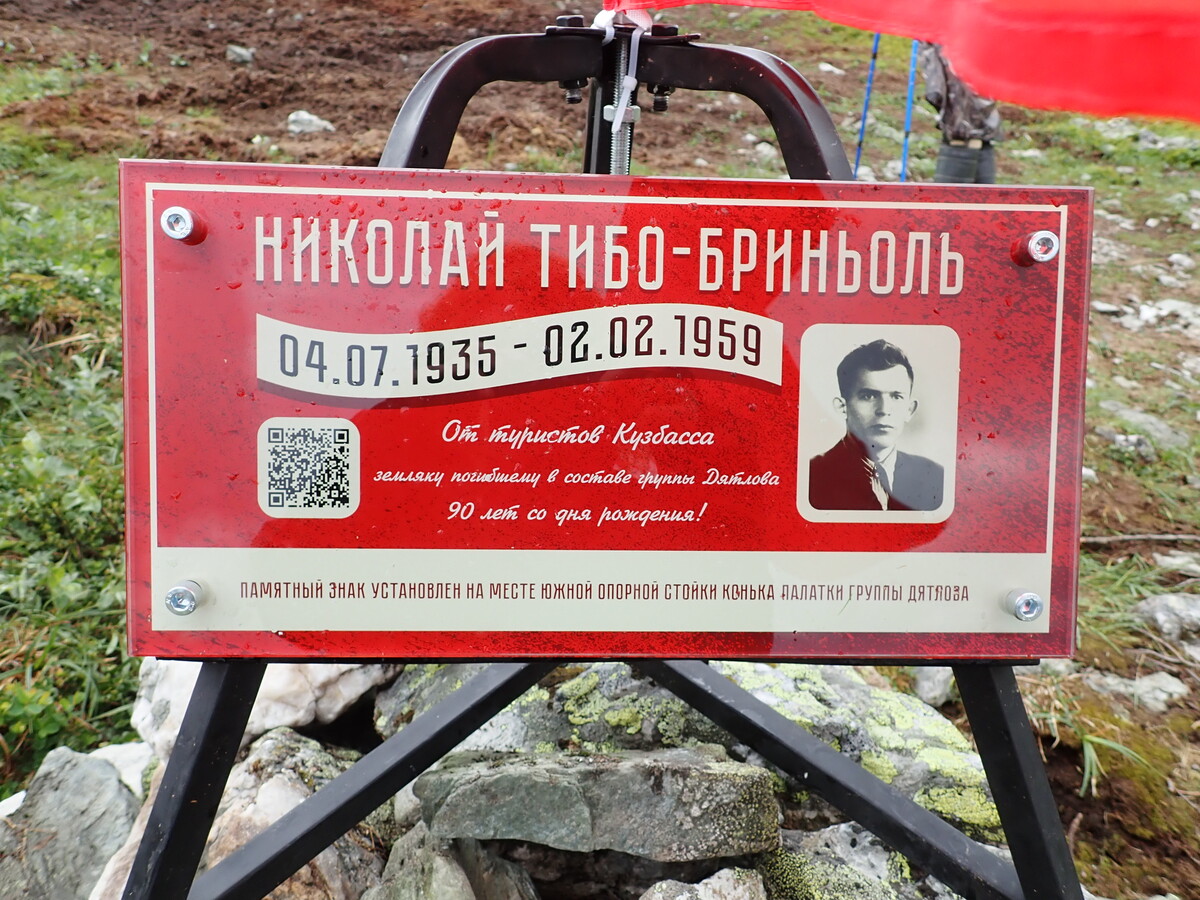 НИКОЛАЙ ТИБО-БРИНЬОЛЬ
04.07.1935 - 02.02.1959
От туристов Кузбасса
земляку погибшему в составе группы Дятлова
90 лет со дня рождения!
ПАМЯТНЫЙ ЗНАК УСТАНОВЛЕН НА МЕСТЕ ЮЖНОЙ ОПОРНОЙ СТОЙКИ КОНЬКА ПАЛАТКИ ГРУППЫ ДЯТЛОВА